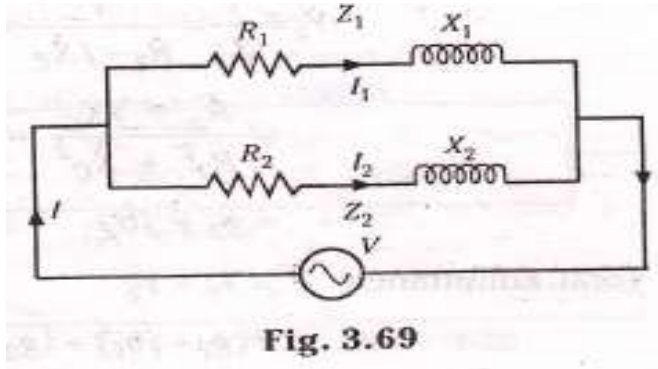 Z₁
R₁ X₁
I₁
R₂ I₂ X₂
Z₂
I V
Fig. 3.69